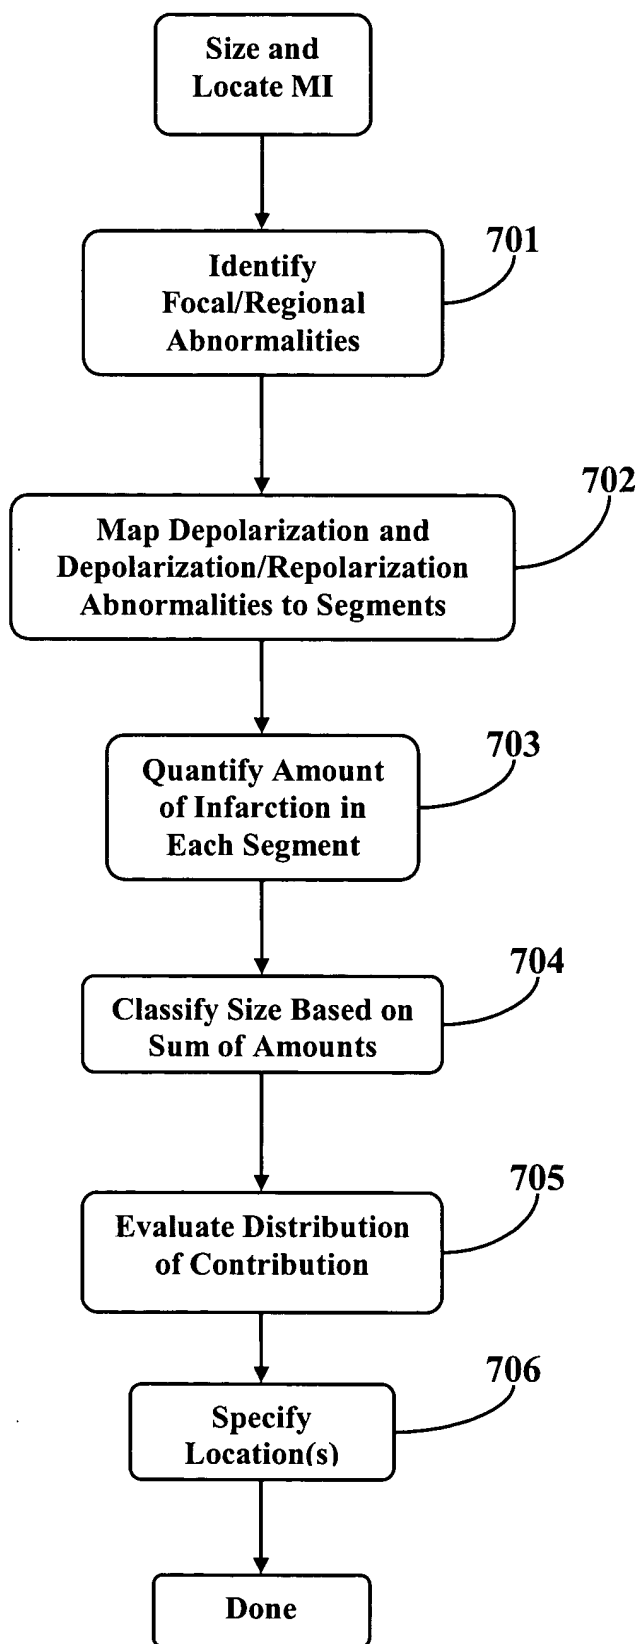 Size and
Locate MI
701
Identify
Focal/Regional
Abnormalities
702
Map Depolarization and
Depolarization/Repolarization
Abnormalities to Segments
703
Quantify Amount
of Infarction in
Each Segment
704
Classify Size Based on
Sum of Amounts
705
Evaluate Distribution
of Contribution
706
Specify
Location(s)
Done